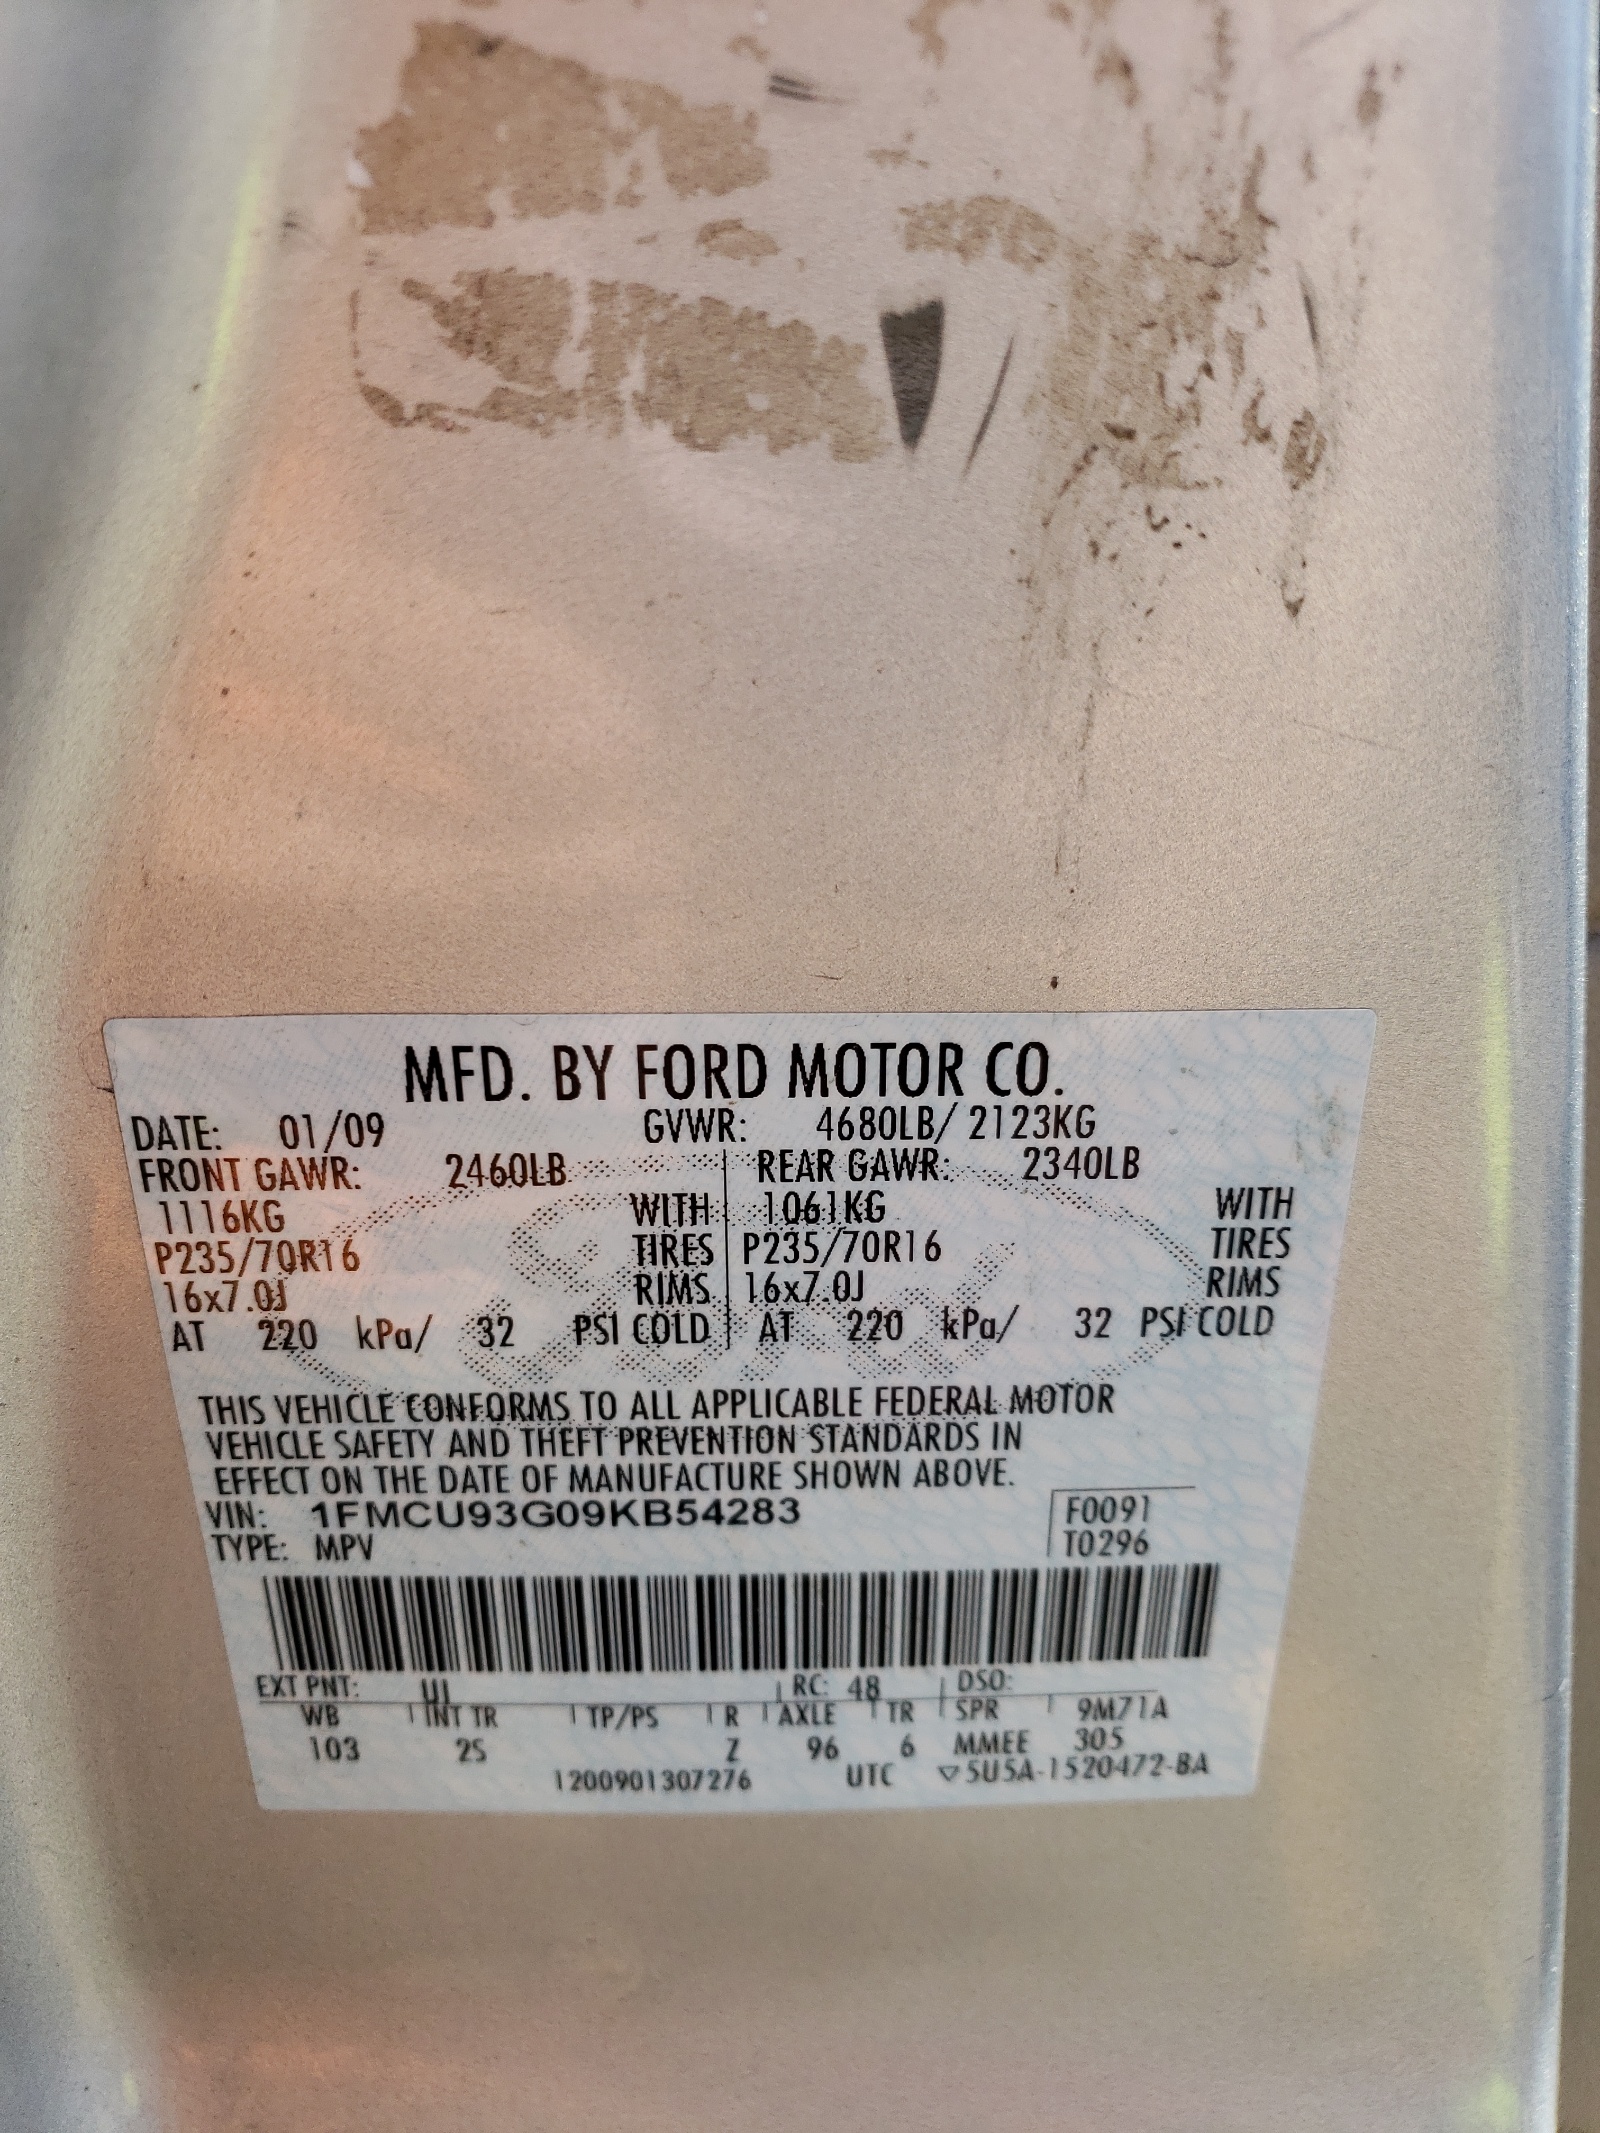 MFD. BY FORD MOTOR CO.
DATE: 01/09 GVWR: 4680LB/ 2123KG
FRONT GAWR: 2460LB REAR GAWR: 2340LB
1116KG WITH 1061KG WITH
P235/70R16 TIRES P235/70R16 TIRES
16x7.0J RIMS 16x7.0J RIMS
AT 220 kPa/ 32 PSI COLD AT 220 kPa/ 32 PSI COLD
THIS VEHICLE CONFORMS TO ALL APPLICABLE FEDERAL MOTOR
VEHICLE SAFETY AND THEFT PREVENTION STANDARDS IN
EFFECT ON THE DATE OF MANUFACTURE SHOWN ABOVE.
VIN: 1FMCU93G09KB54283 F0091
TYPE: MPV T0296
EXT PNT: RC: 48 DSO:
WB INT TR TP/PS R AXLE TR SPR 9M71A
103 2S Z 96 6 MMEE 305
1200901307276 UTC ▽5U5A-1520472-BA